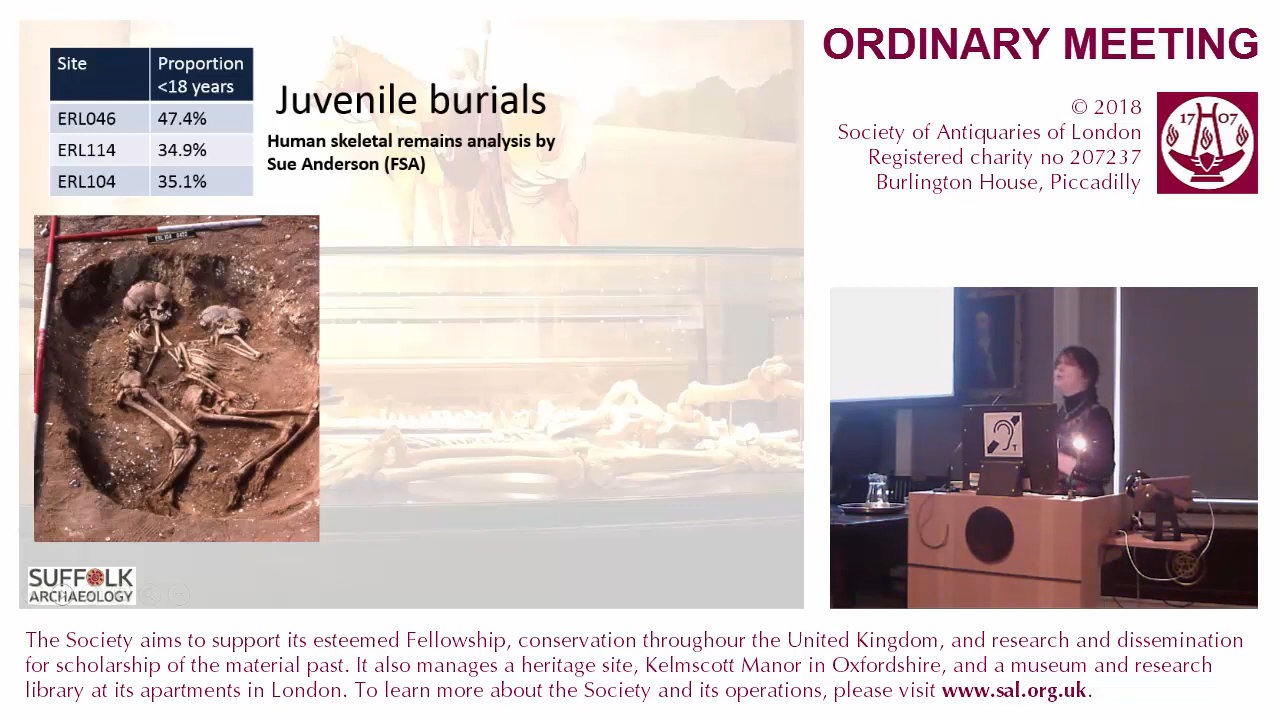 Site Proportion <18 years
ERL046 47.4%
ERL114 34.9%
ERL104 35.1%
Juvenile burials
Human skeletal remains analysis by
Sue Anderson (FSA)
SUFFOLK
ARCHAEOLOGY
ORDINARY MEETING
© 2018
Society of Antiquaries of London
Registered charity no 207237
Burlington House, Piccadilly
17 07
T
The Society aims to support its esteemed Fellowship, conservation throughour the United Kingdom, and research and dissemination
for scholarship of the material past. It also manages a heritage site, Kelmscott Manor in Oxfordshire, and a museum and research
library at its apartments in London. To learn more about the Society and its operations, please visit www.sal.org.uk.